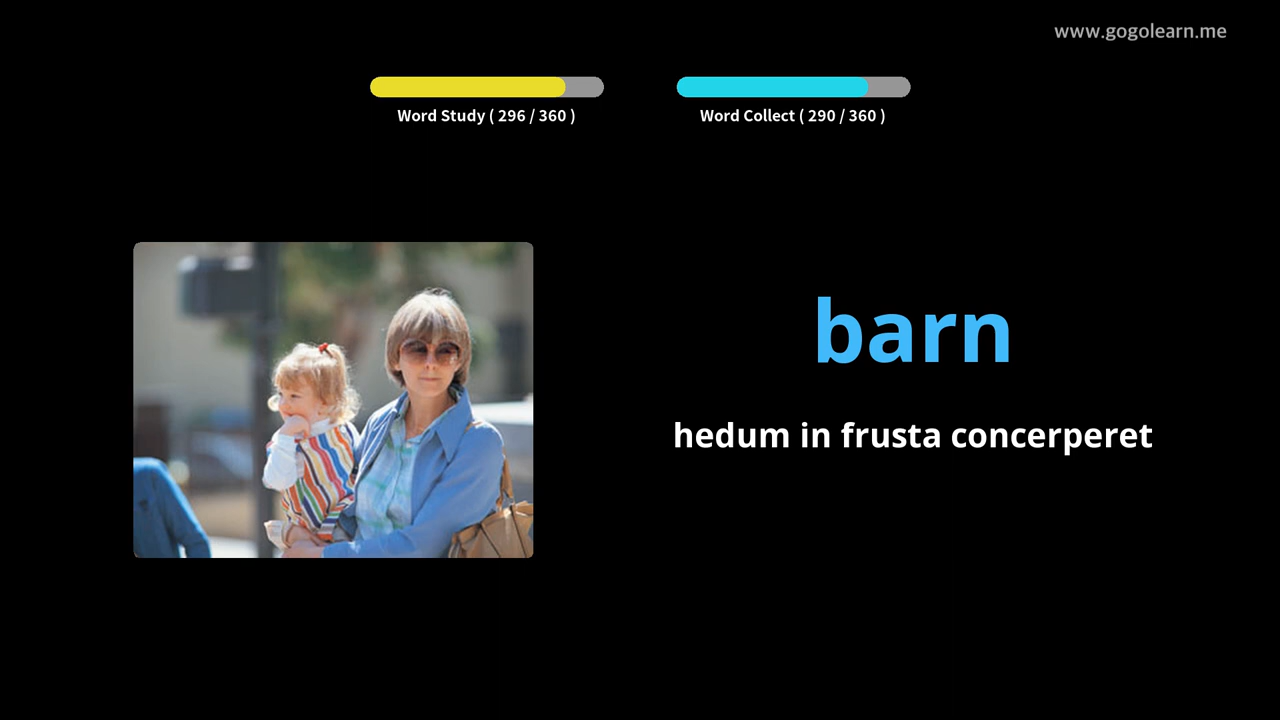 www.gogolearn.me
Word Study ( 296 / 360 )
Word Collect ( 290 / 360 )
barn
hedum in frusta concerperet